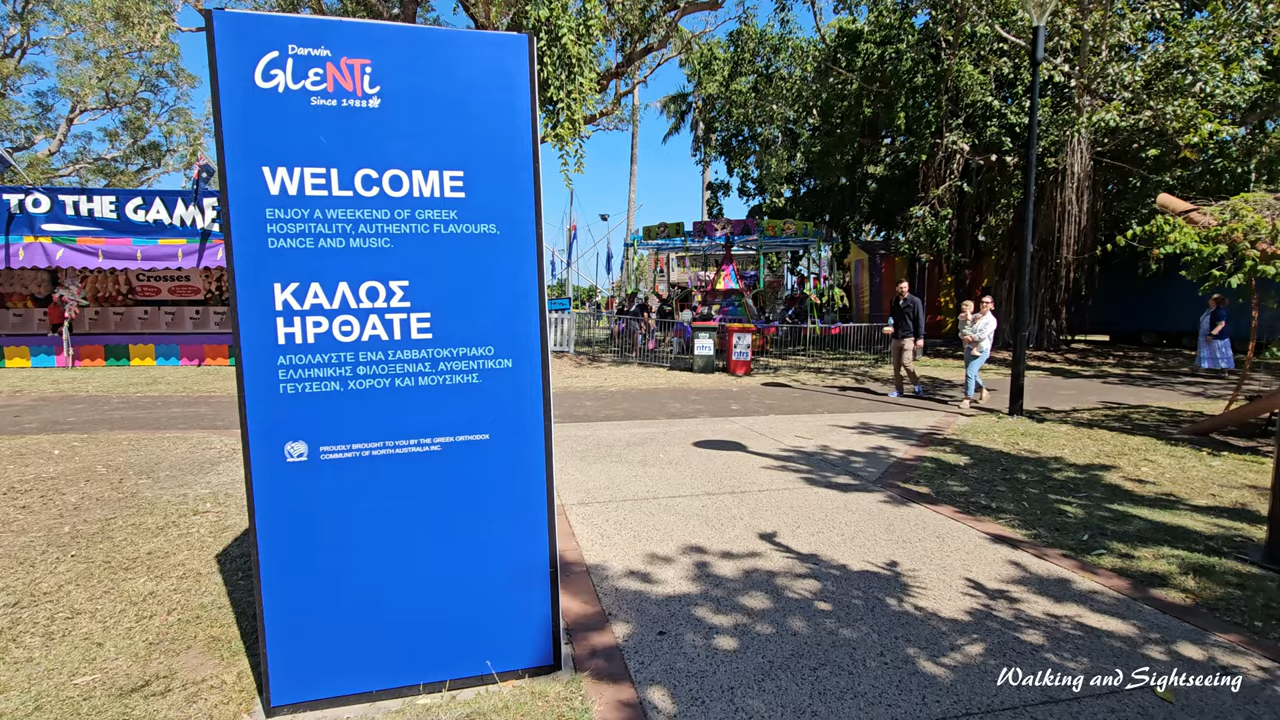 Darwin
GLENTi
Since 1988
WELCOME
ENJOY A WEEKEND OF GREEK
HOSPITALITY, AUTHENTIC FLAVOURS,
DANCE AND MUSIC.
ΚΑΛΩΣ
ΗΡΘΑΤΕ
ΑΠΟΛΑΥΣΤΕ ΕΝΑ ΣΑΒΒΑΤΟΚΥΡΙΑΚΟ
ΕΛΛΗΝΙΚΗΣ ΦΙΛΟΞΕΝΙΑΣ, ΑΥΘΕΝΤΙΚΩΝ
ΓΕΥΣΕΩΝ, ΧΟΡΟΥ ΚΑΙ ΜΟΥΣΙΚΗΣ.
PROUDLY BROUGHT TO YOU BY THE GREEK ORTHODOX
COMMUNITY OF NORTH AUSTRALIA INC.
TO THE GAME
Crosses
ntrs
ntrs
Walking and Sightseeing